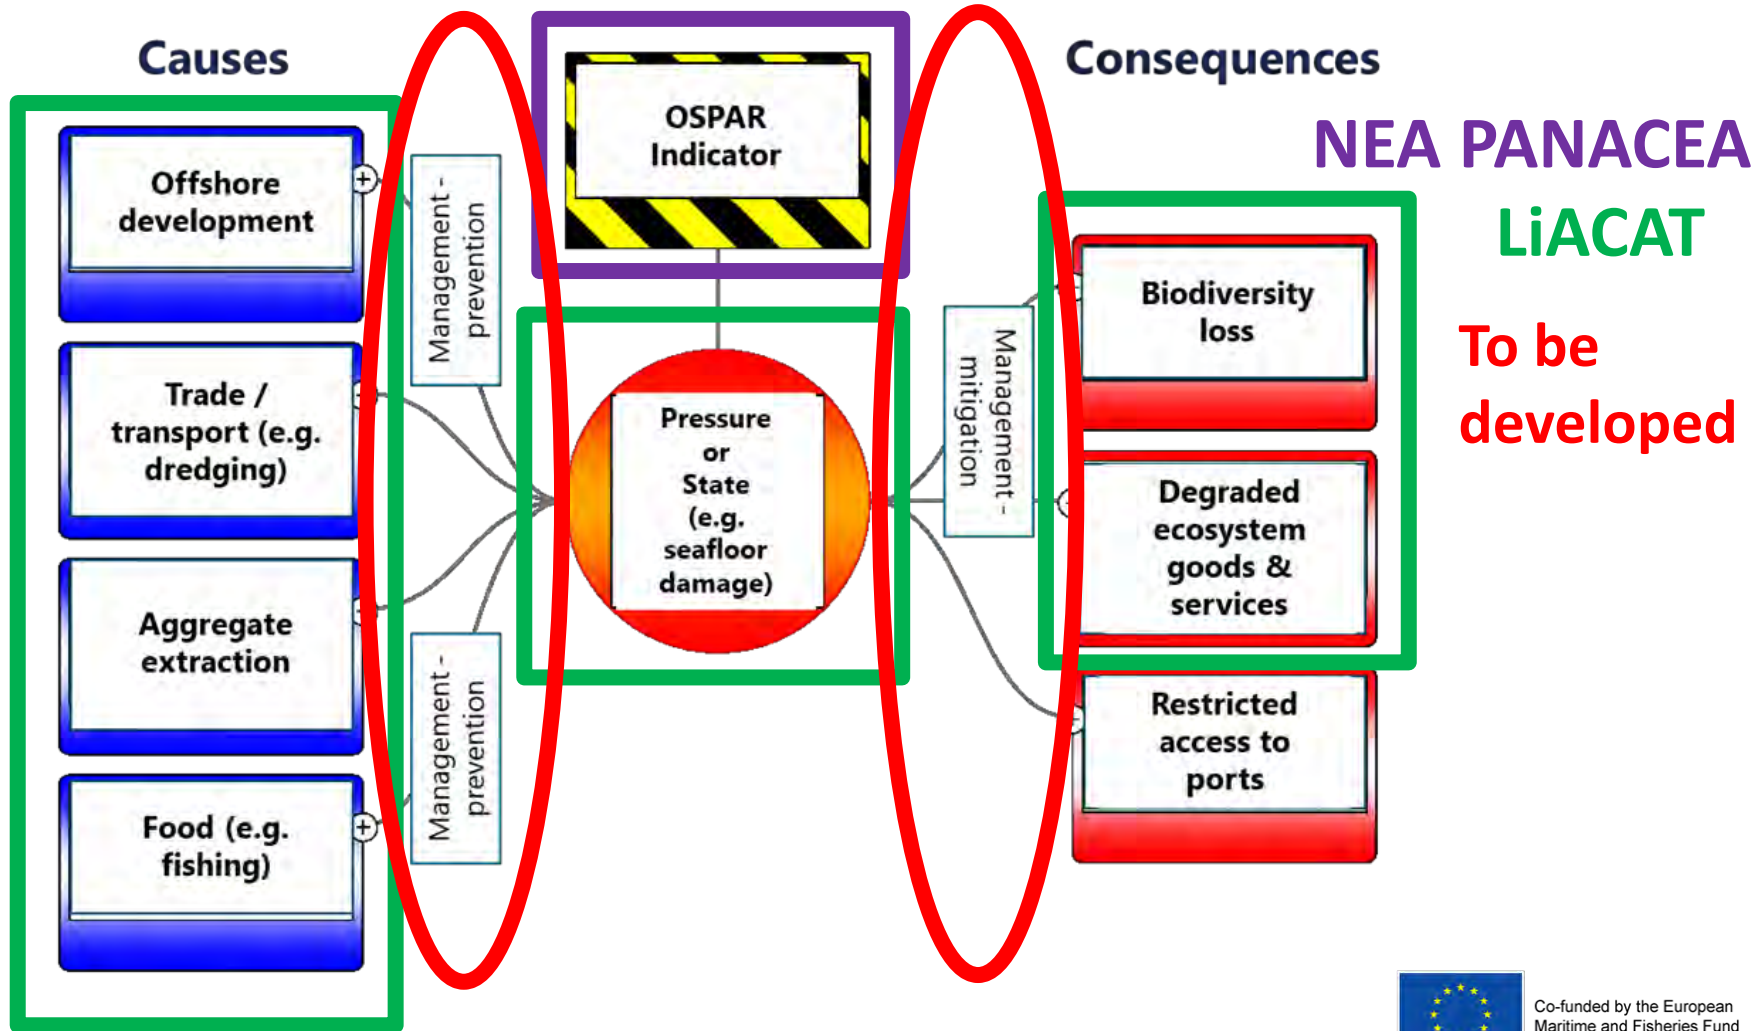 Causes
Consequences
OSPAR
Indicator
NEA PANACEA
LiACAT
To be
developed
Offshore
development
Trade /
transport (e.g.
dredging)
Aggregate
extraction
Food (e.g.
fishing)
Management -
prevention
Management -
prevention
Pressure
or
State
(e.g.
seafloor
damage)
Management -
mitigation
Biodiversity
loss
Degraded
ecosystem
goods &
services
Restricted
access to
ports
Co-funded by the European
Maritime and Fisheries Fund